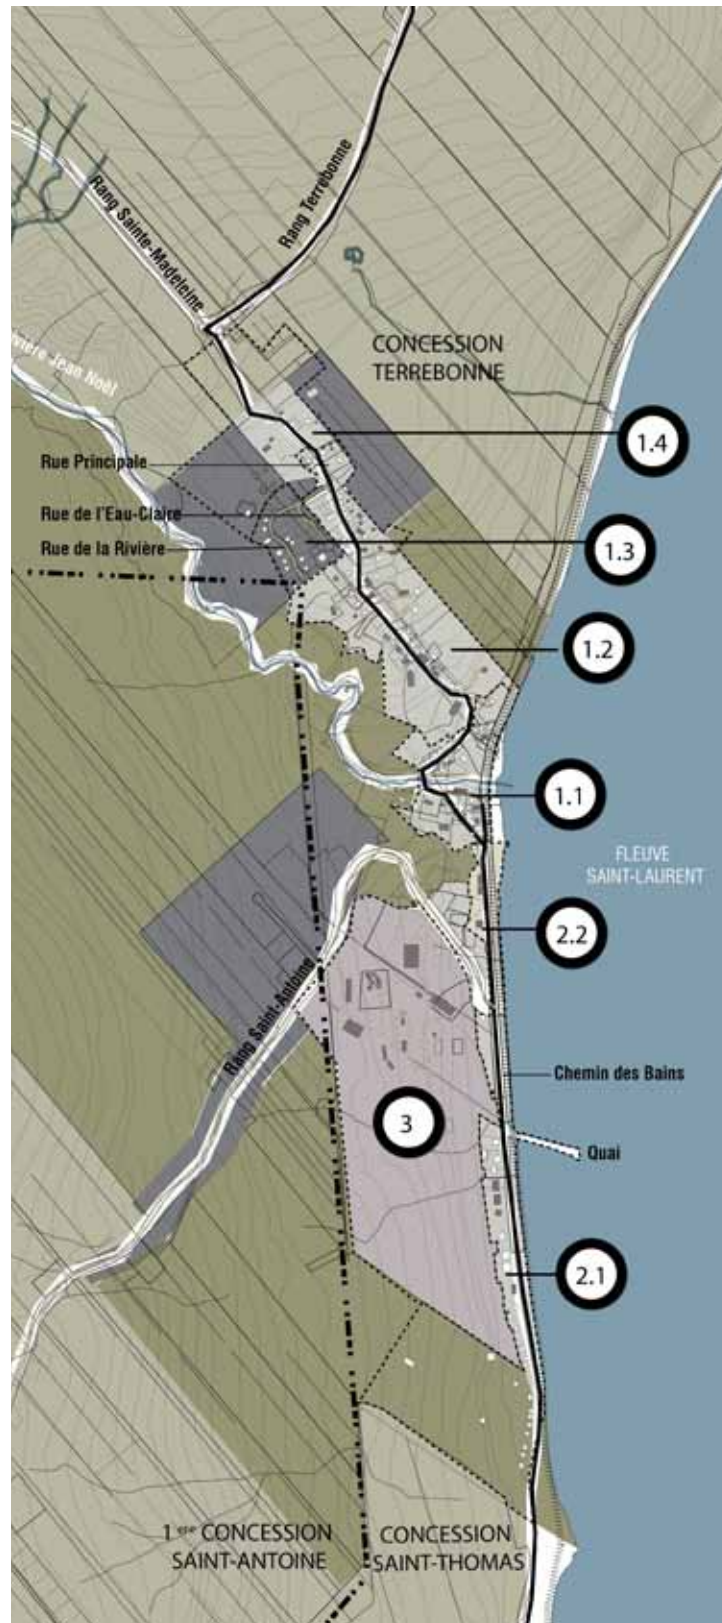 Rang Terrebonne
Rang Sainte-Madeleine
CONCESSION
TERREBONNE
Rivière Jean Noël
1.4
Rue Principale
Rue de l'Eau-Claire
1.3
Rue de la Rivière
1.2
1.1
FLEUVE
SAINT-LAURENT
2.2
Rang Saint-Antoine
Chemin des Bains
3
Quai
2.1
1 ere CONCESSION
SAINT-ANTOINE
CONCESSION
SAINT-THOMAS